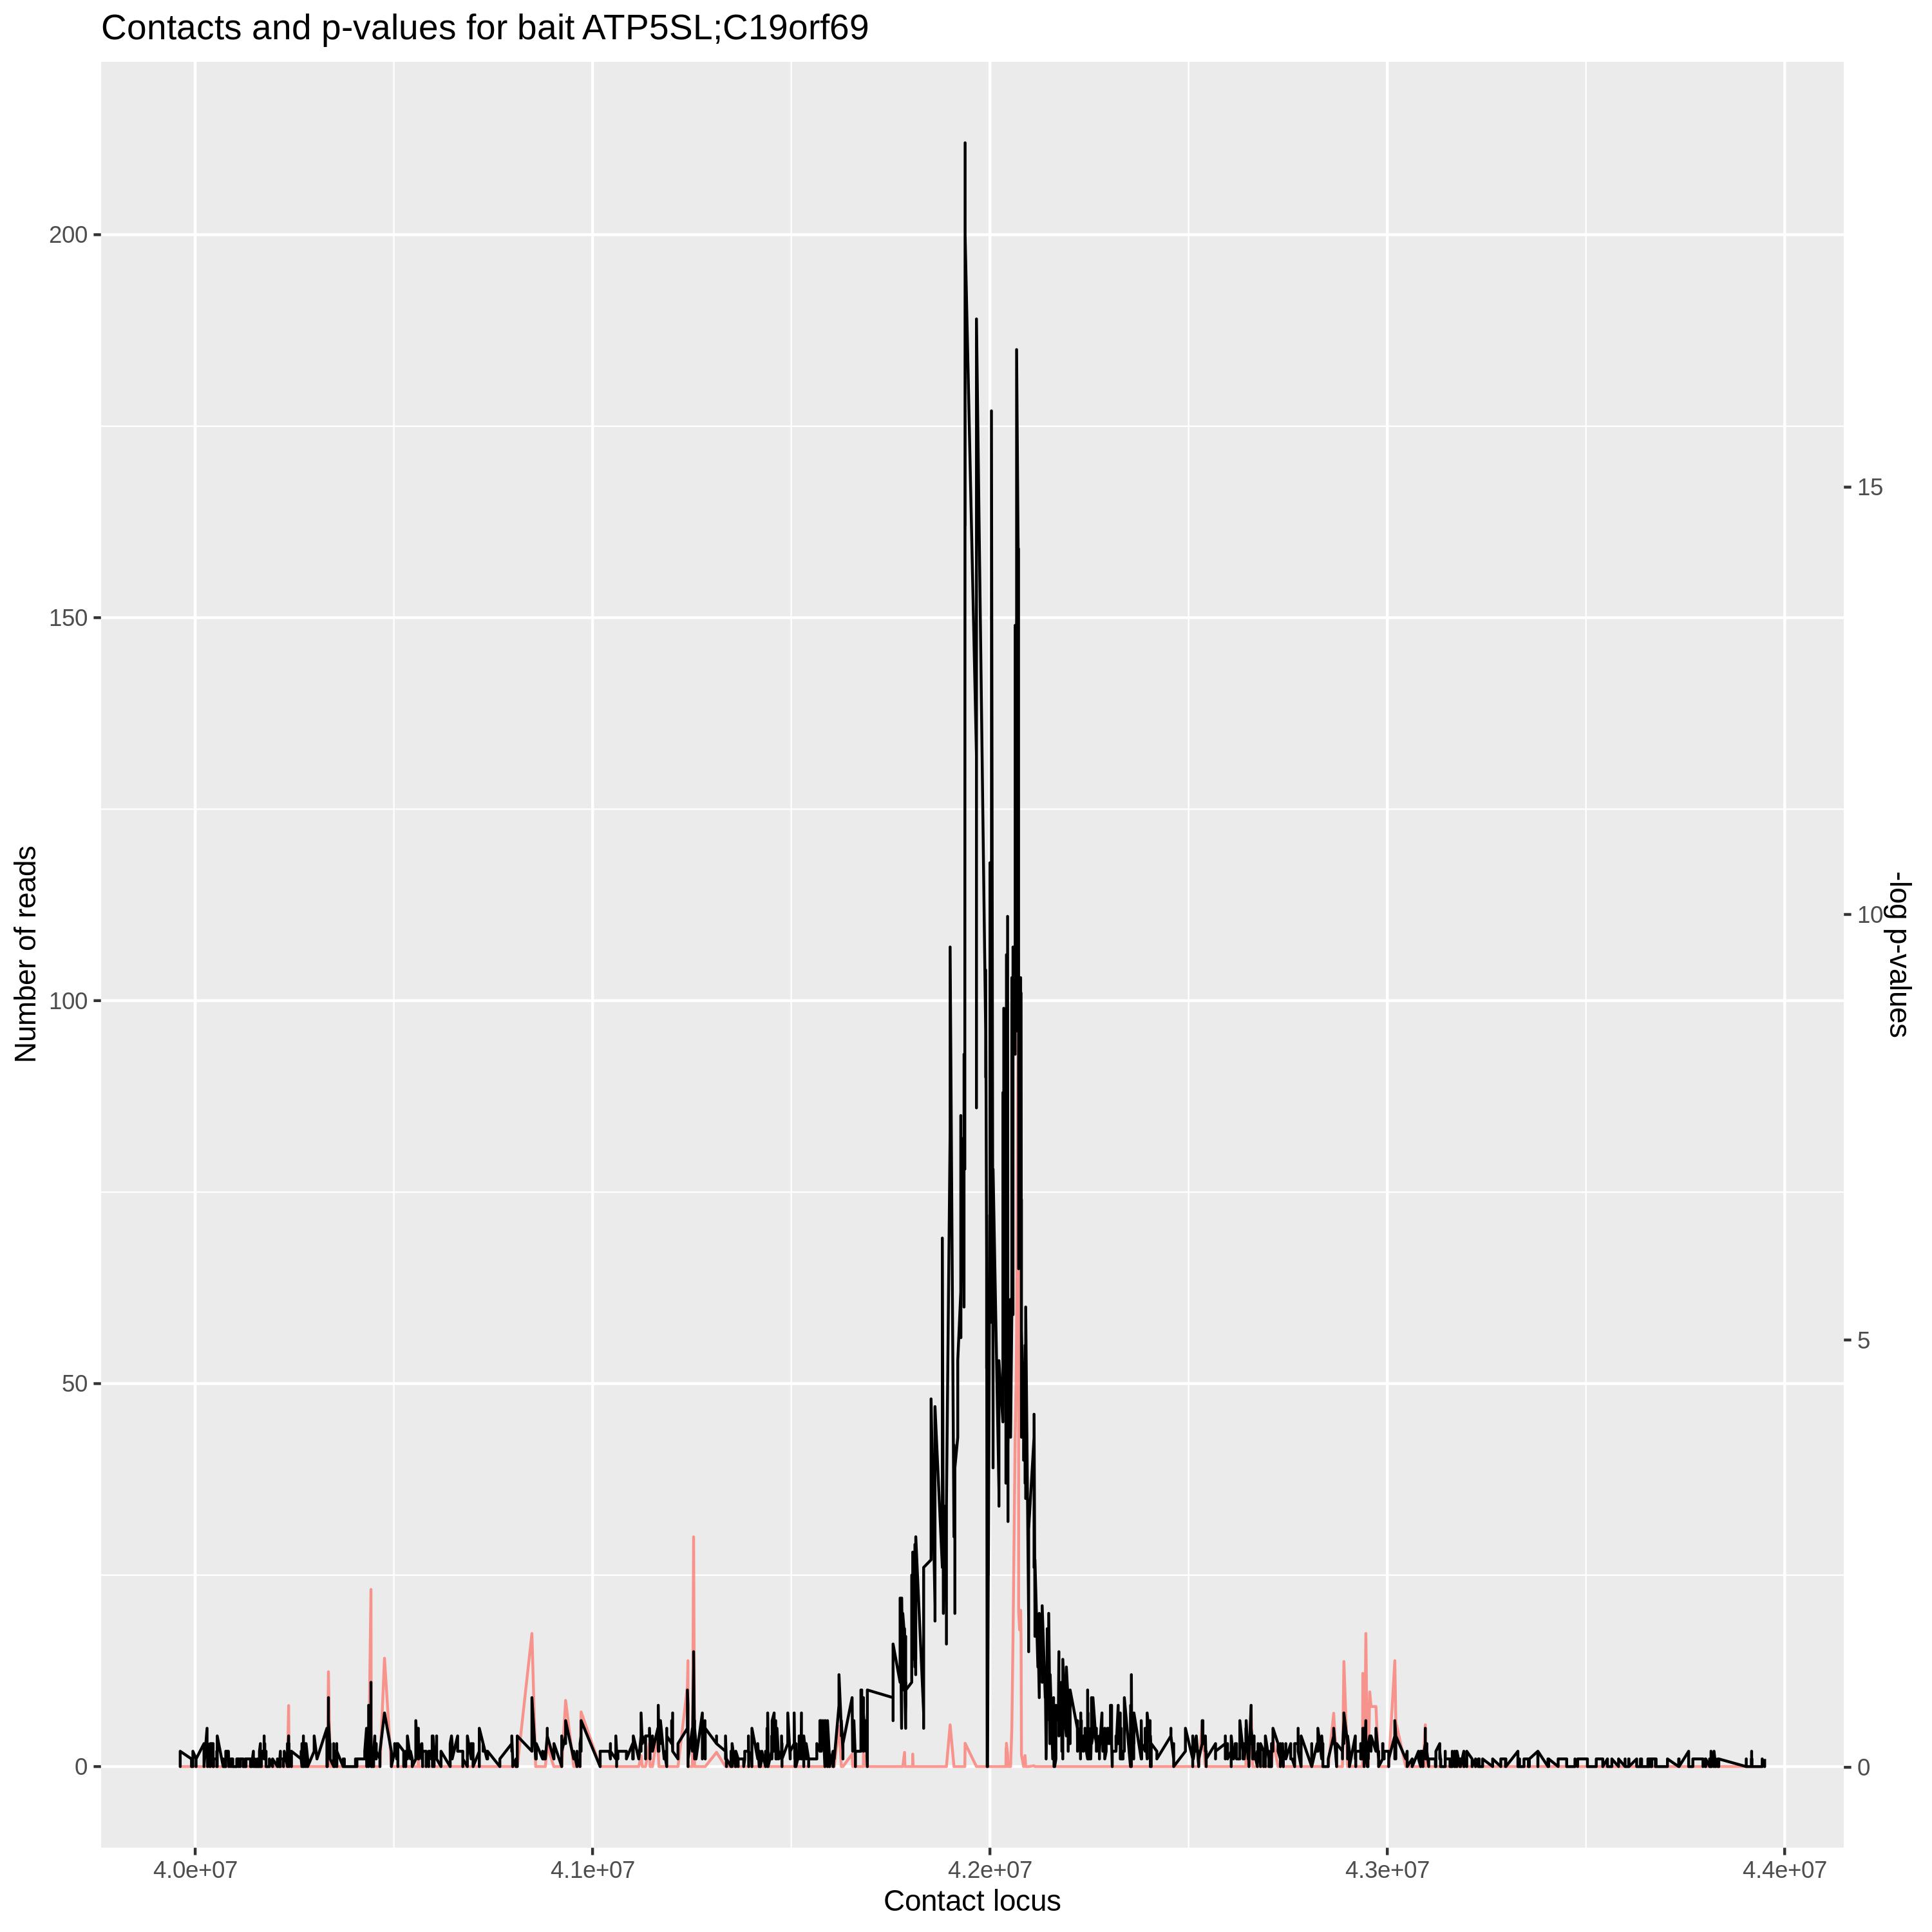 Contacts and p-values for bait ATP5SL;C19orf69
Number of reads
200
150
100
50
0
15
10
5
0
-log p-values
4.0e+07
4.1e+07
4.2e+07
4.3e+07
4.4e+07
Contact locus